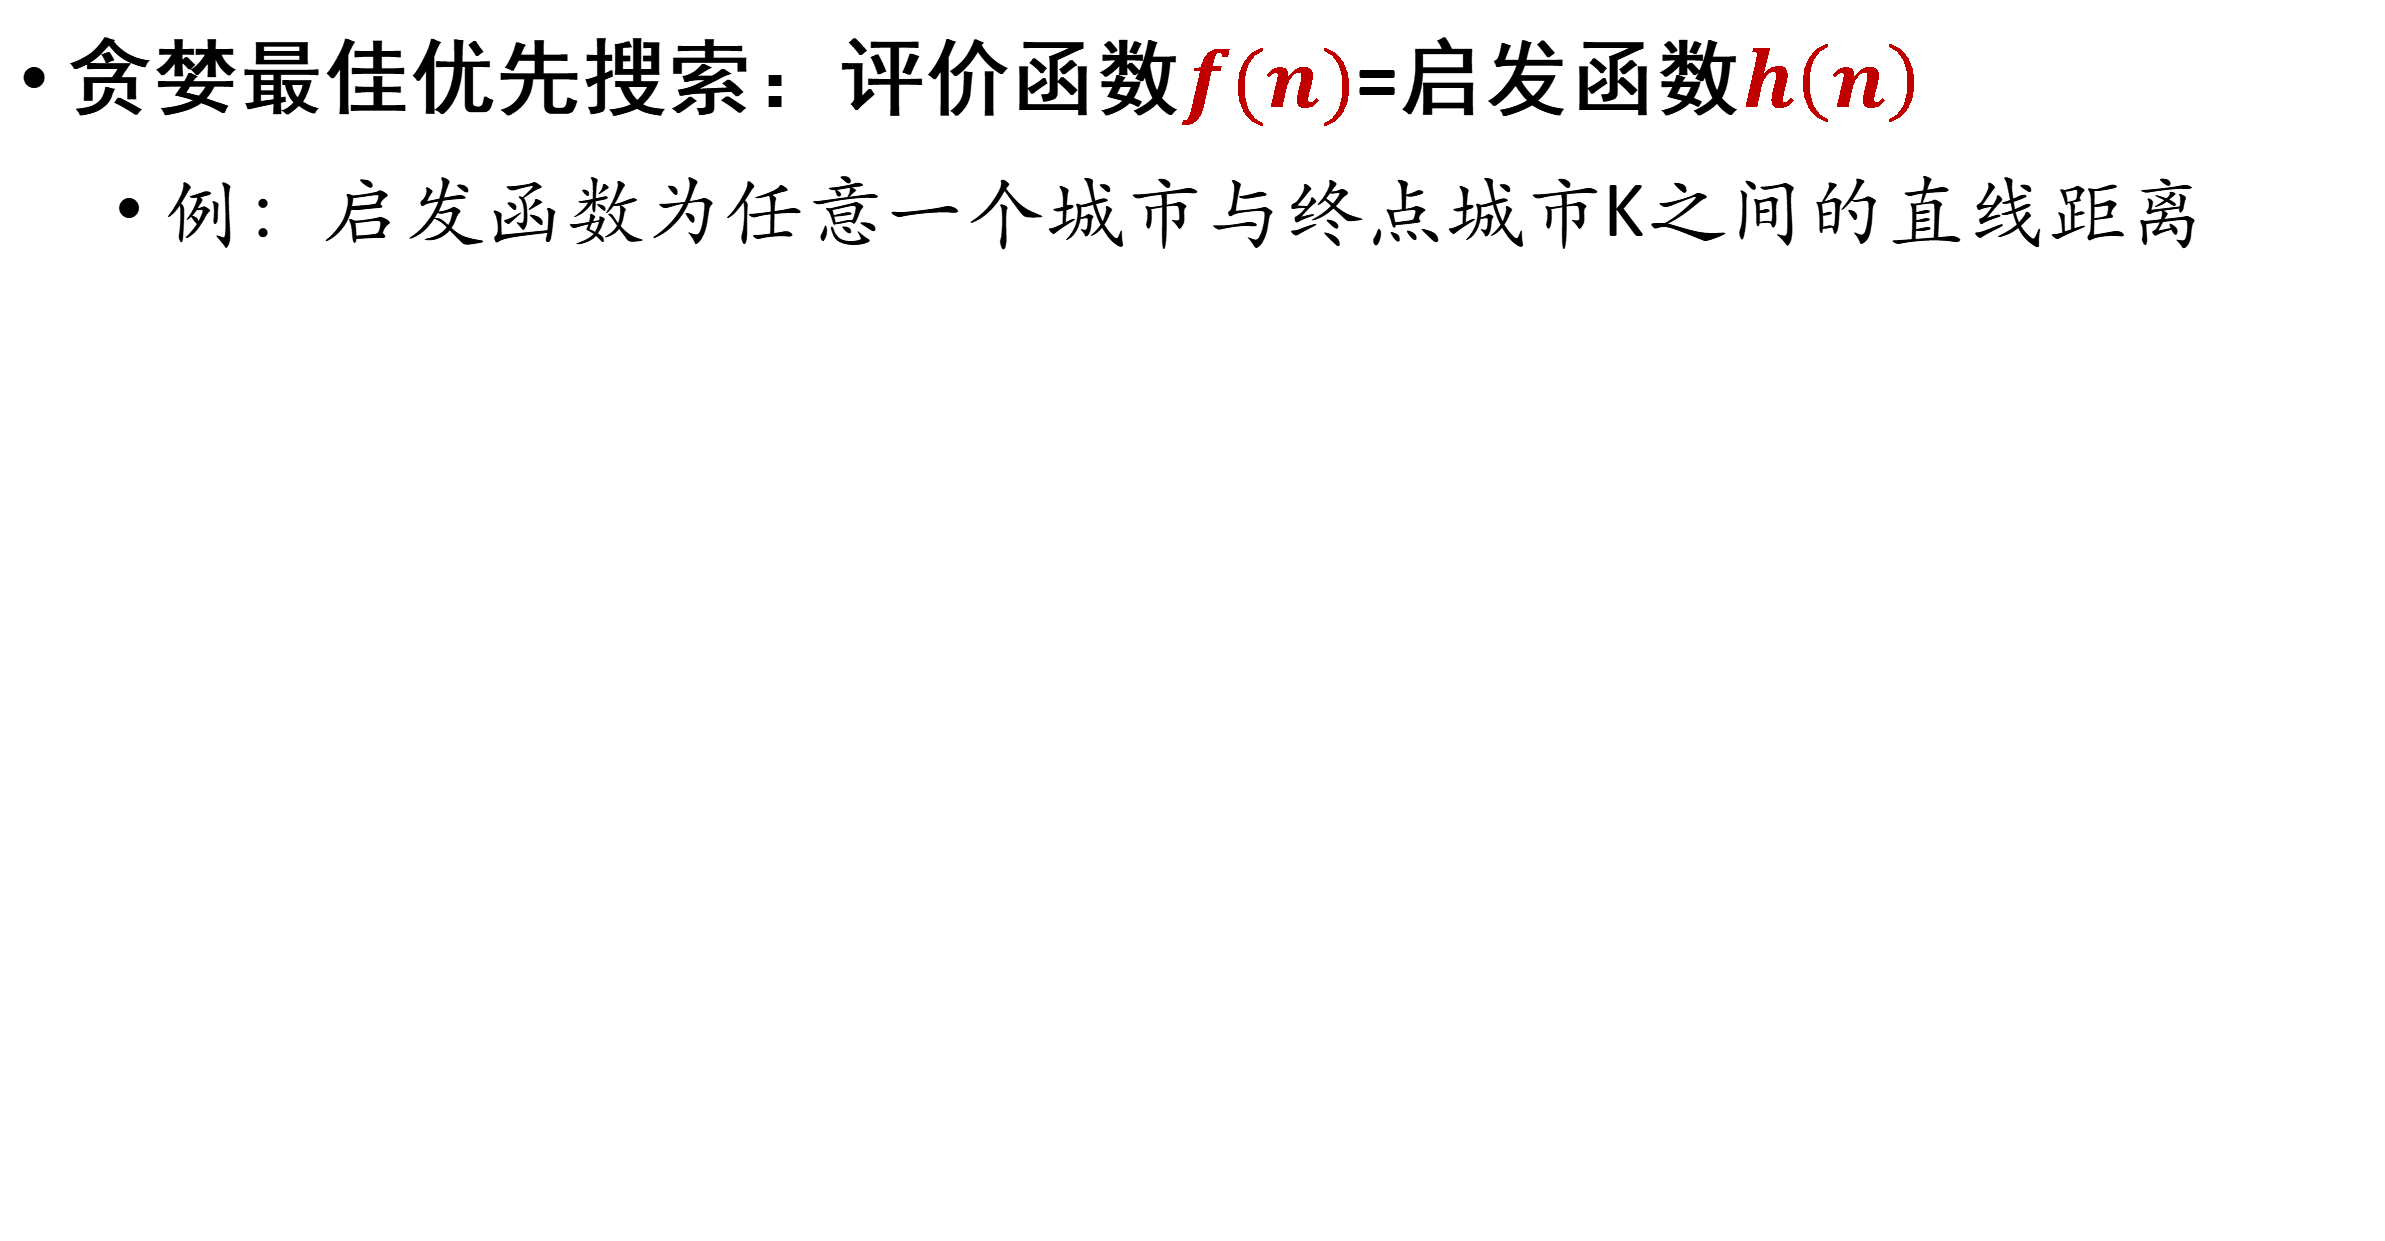 • 贪婪最佳优先搜索：评价函数f(n)=启发函数h(n)
• 例：启发函数为任意一个城市与终点城市K之间的直线距离